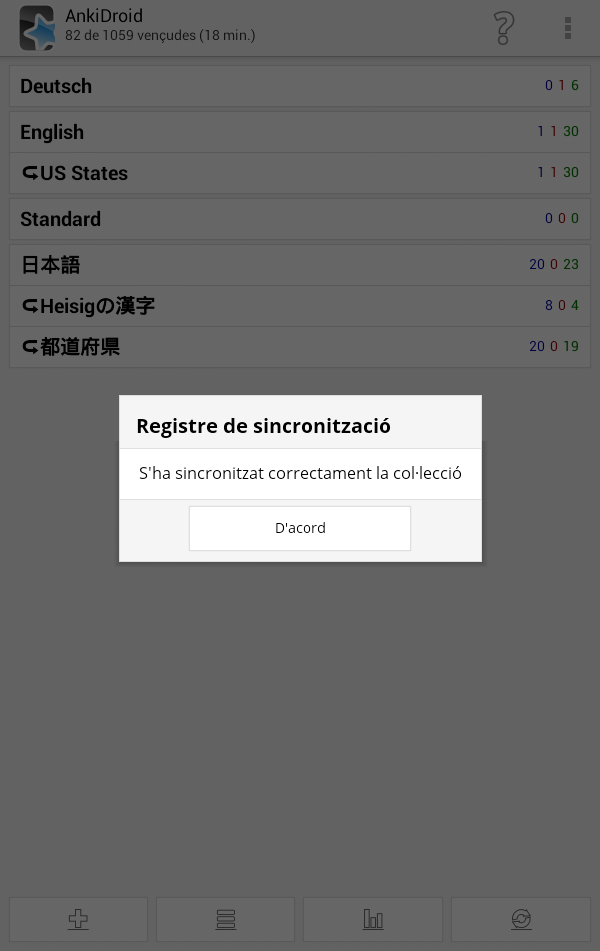 AnkiDroid
82 de 1059 vençudes (18 min.)
Deutsch 0 1 6
English 1 1 30
US States 1 1 30
Standard 0 0 0
日本語 20 0 23
Heisigの漢字 8 0 4
都道府県 20 0 19
Registre de sincronització
S'ha sincronitzat correctament la col·lecció
D'acord